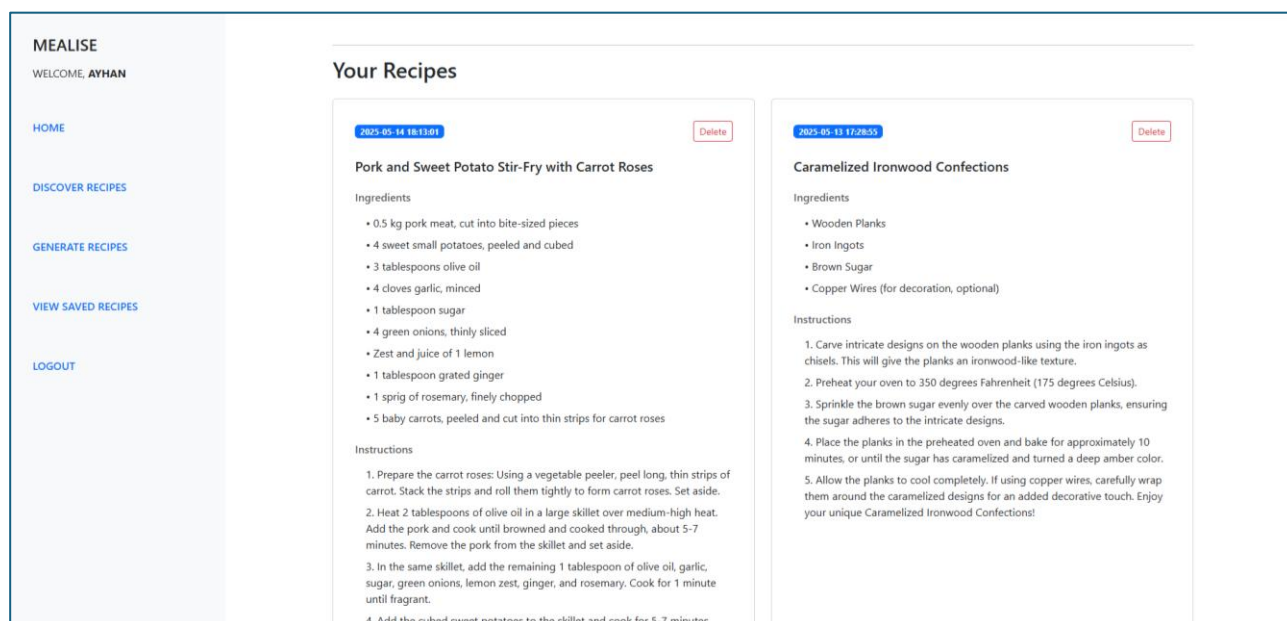 MEALISE
WELCOME, AYHAN
HOME
DISCOVER RECIPES
GENERATE RECIPES
VIEW SAVED RECIPES
LOGOUT
Your Recipes
2025-05-14 18:13:01
Delete
Pork and Sweet Potato Stir-Fry with Carrot Roses
Ingredients
• 0.5 kg pork meat, cut into bite-sized pieces
• 4 sweet small potatoes, peeled and cubed
• 3 tablespoons olive oil
• 4 cloves garlic, minced
• 1 tablespoon sugar
• 4 green onions, thinly sliced
• Zest and juice of 1 lemon
• 1 tablespoon grated ginger
• 1 sprig of rosemary, finely chopped
• 5 baby carrots, peeled and cut into thin strips for carrot roses
Instructions
1. Prepare the carrot roses: Using a vegetable peeler, peel long, thin strips of
carrot. Stack the strips and roll them tightly to form carrot roses. Set aside.
2. Heat 2 tablespoons of olive oil in a large skillet over medium-high heat.
Add the pork and cook until browned and cooked through, about 5-7
minutes. Remove the pork from the skillet and set aside.
3. In the same skillet, add the remaining 1 tablespoon of olive oil, garlic,
sugar, green onions, lemon zest, ginger, and rosemary. Cook for 1 minute
until fragrant.
4. Add the cubed sweet potatoes to the skillet and cook for 5-7 minutes
2025-05-13 17:28:55
Delete
Caramelized Ironwood Confections
Ingredients
• Wooden Planks
• Iron Ingots
• Brown Sugar
• Copper Wires (for decoration, optional)
Instructions
1. Carve intricate designs on the wooden planks using the iron ingots as
chisels. This will give the planks an ironwood-like texture.
2. Preheat your oven to 350 degrees Fahrenheit (175 degrees Celsius).
3. Sprinkle the brown sugar evenly over the carved wooden planks, ensuring
the sugar adheres to the intricate designs.
4. Place the planks in the preheated oven and bake for approximately 10
minutes, or until the sugar has caramelized and turned a deep amber color.
5. Allow the planks to cool completely. If using copper wires, carefully wrap
them around the caramelized designs for an added decorative touch. Enjoy
your unique Caramelized Ironwood Confections!